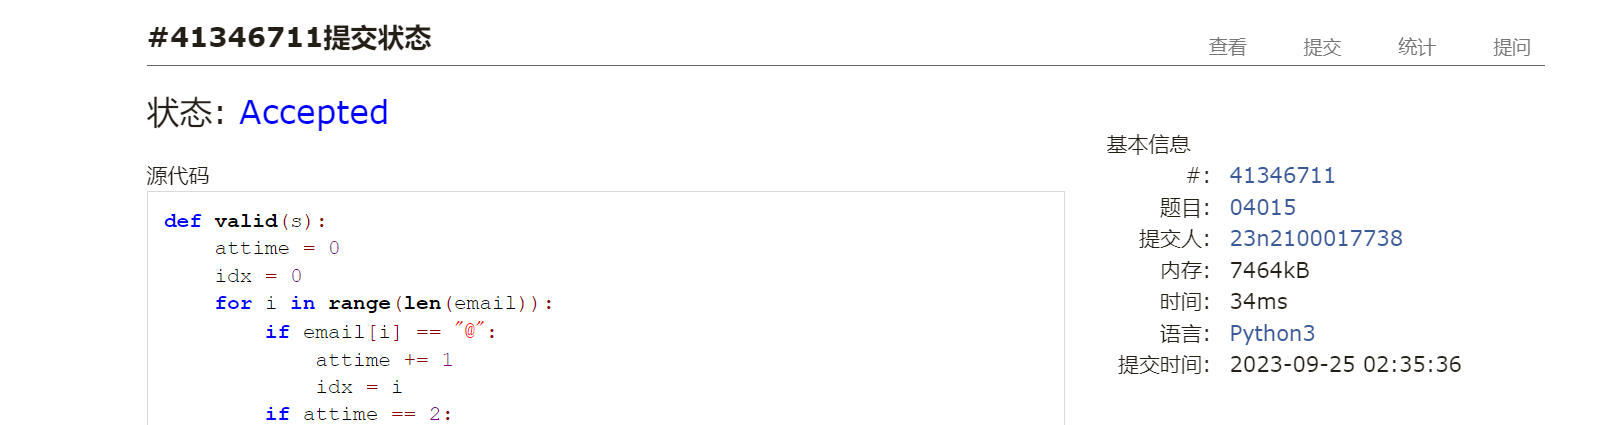 #41346711提交状态
查看 提交 统计 提问
状态: Accepted
源代码
def valid(s):
    attime = 0
    idx = 0
    for i in range(len(email)):
        if email[i] == "@":
            attime += 1
            idx = i
        if attime == 2:
基本信息
#: 41346711
题目: 04015
提交人: 23n2100017738
内存: 7464kB
时间: 34ms
语言: Python3
提交时间: 2023-09-25 02:35:36